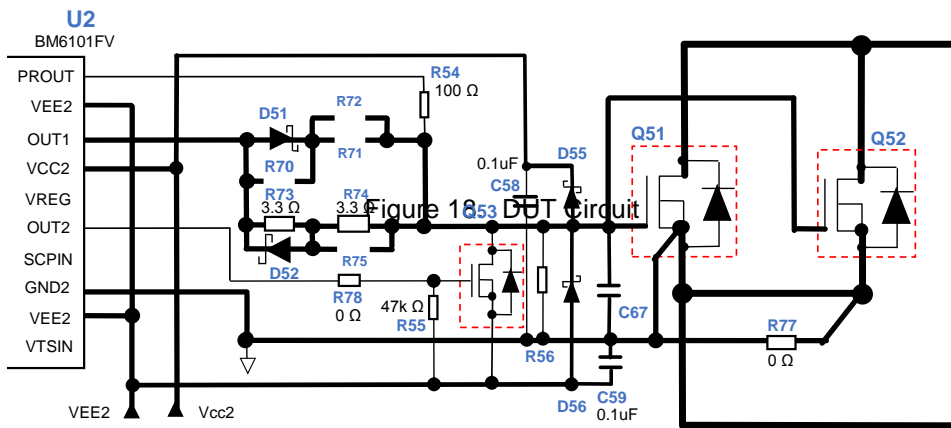 U2
BM6101FV
PROUT
VEE2
OUT1
VCC2
VREG
OUT2
SCPIN
GND2
VEE2
VTSIN
VEE2
Vcc2
D51
R72
R71
R70
R73
3.3 Ω
R74
3.3 Ω
D52
R75
R54
100 Ω
R78
0 Ω
47k Ω
R55
Q53
0.1uF
C58
D55
Figure 18 DUT Circuit
R56
D56
C67
C59
0.1uF
Q51
Q52
R77
0 Ω